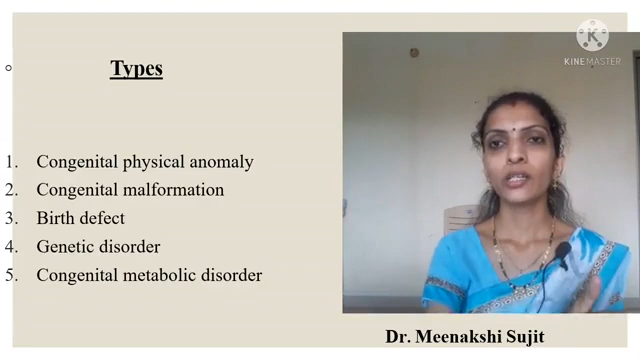 Types
1. Congenital physical anomaly
2. Congenital malformation
3. Birth defect
4. Genetic disorder
5. Congenital metabolic disorder
K
KINEMASTER
Dr. Meenakshi Sujit